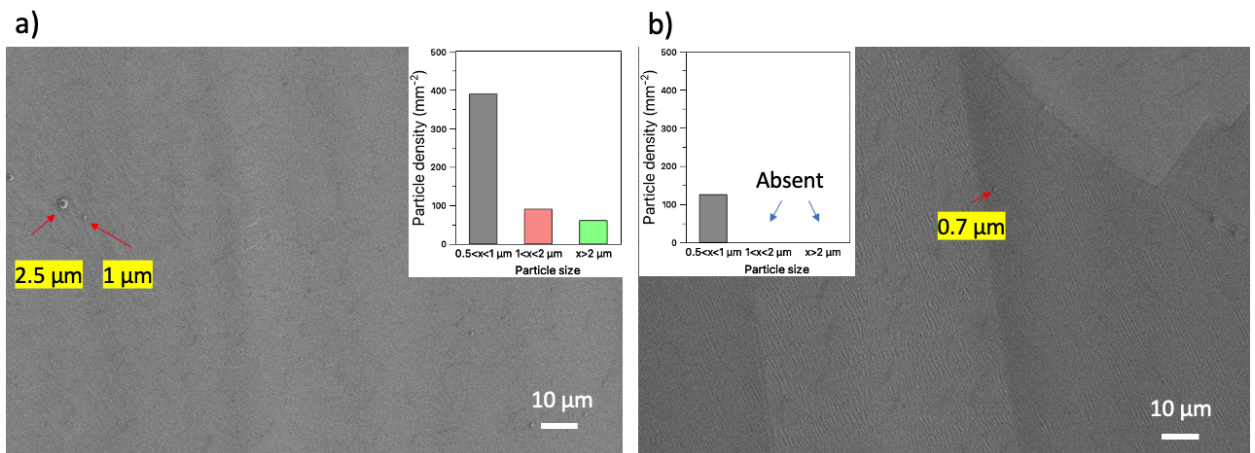 a)
500
400
300
200
100
0
Particle density (mm⁻²)
0.5<x<1 µm 1<x<2 µm x>2 µm
Particle size
2.5 µm
1 µm
10 µm
b)
500
400
300
200
100
0
Particle density (mm⁻²)
Absent
0.5<x<1 µm 1<x<2 µm x>2 µm
Particle size
0.7 µm
10 µm